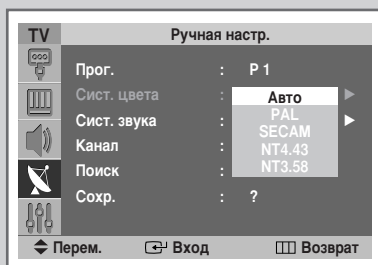 TV Ручная настр.
Прог. : P 1
Сист. цвета : Авто
PAL
Сист. звука :
SECAM
Канал : NT4.43
Поиск : NT3.58
Сохр. : ?
Перем. Вход Возврат